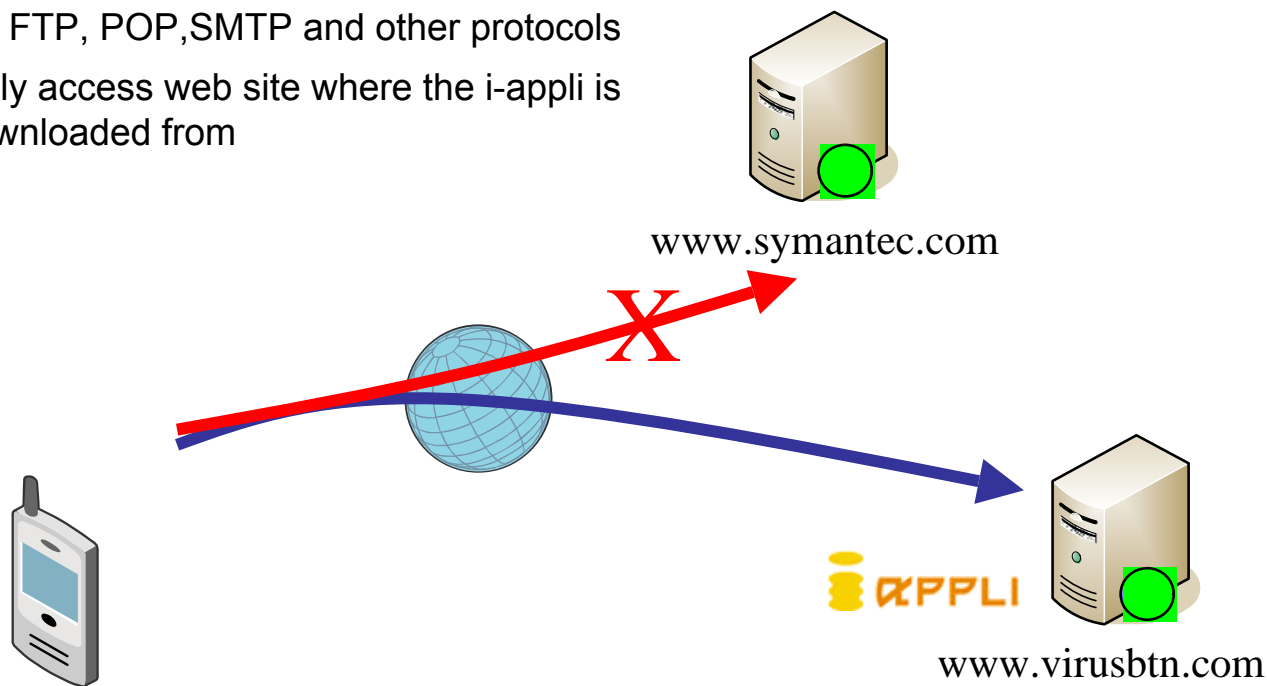 FTP, POP,SMTP and other protocols
ly access web site where the i-appli is
wnloaded from
www.symantec.com
X
i αPPLI
www.virusbtn.com